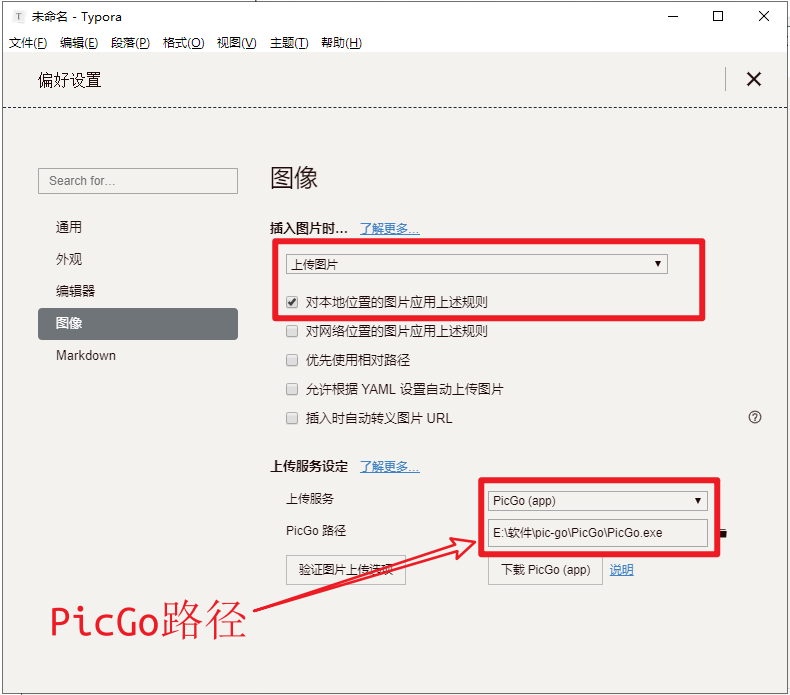 未命名 - Typora
文件(F) 编辑(E) 段落(P) 格式(O) 视图(V) 主题(T) 帮助(H)
偏好设置
Search for...
通用
外观
编辑器
图像
Markdown
图像
插入图片时... 了解更多...
上传图片
对本地位置的图片应用上述规则
对网络位置的图片应用上述规则
优先使用相对路径
允许根据 YAML 设置自动上传图片
插入时自动转义图片 URL
上传服务设定 了解更多...
上传服务 PicGo (app)
PicGo 路径 E:\软件\pic-go\PicGo\PicGo.exe
验证图片上传选项 下载 PicGo (app) 说明
PicGo路径